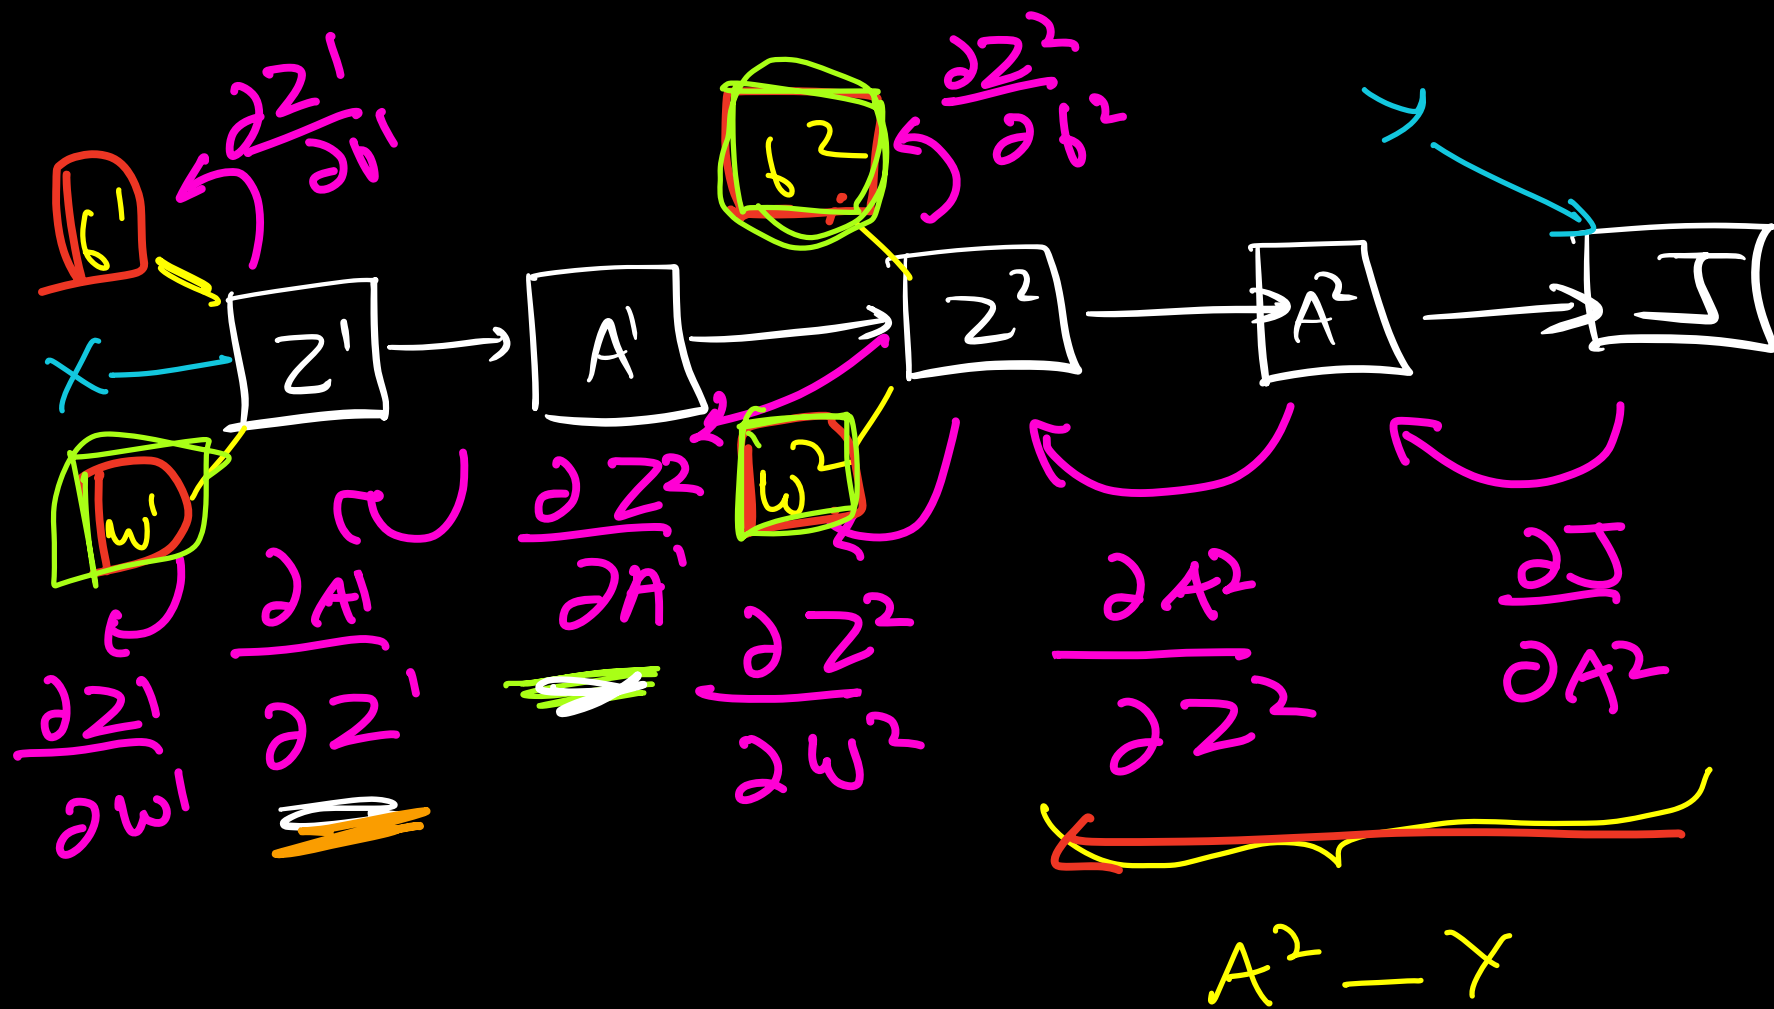 ∂Z¹/∂b¹
∂Z²/∂b²
Y
b¹
b²
X
Z¹
A¹
Z²
A²
J
W¹
W²
∂Z¹/∂W¹
∂A¹/∂Z¹
∂Z²/∂A¹
∂Z²/∂W²
∂A²/∂Z²
∂J/∂A²
A² — Y